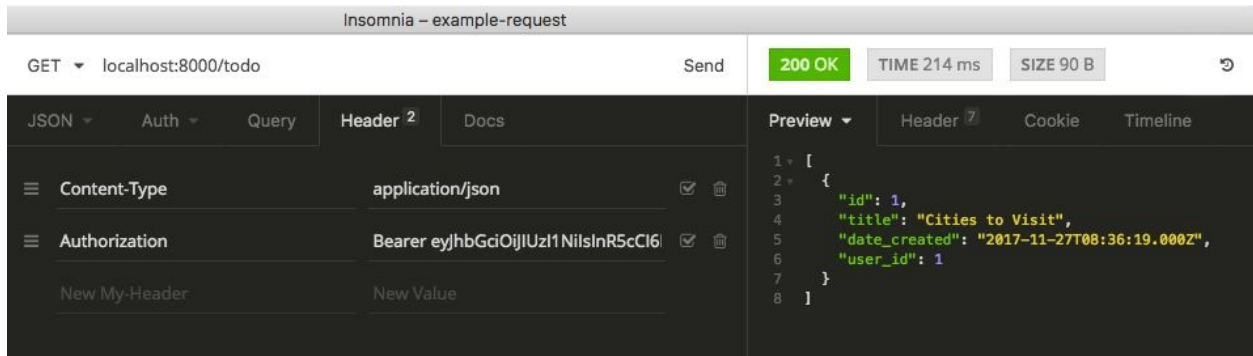 Insomnia – example-request
GET localhost:8000/todo Send 200 OK TIME 214 ms SIZE 90 B
JSON Auth Query Header 2 Docs Preview Header 7 Cookie Timeline
Content-Type application/json
Authorization Bearer
New My-Header New Value
1 [
2 {
3 "id": 1,
4 "title": "Cities to Visit",
5 "date_created": "2017-11-27T08:36:19.000Z",
6 "user_id": 1
7 }
8 ]